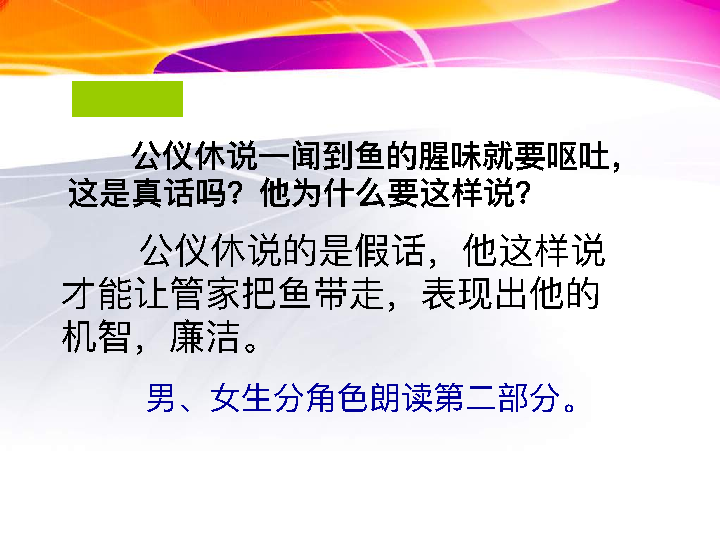 公仪休说一闻到鱼的腥味就要呕吐，
这是真话吗？他为什么要这样说？
公仪休说的是假话，他这样说
才能让管家把鱼带走，表现出他的
机智，廉洁。
男、女生分角色朗读第二部分。